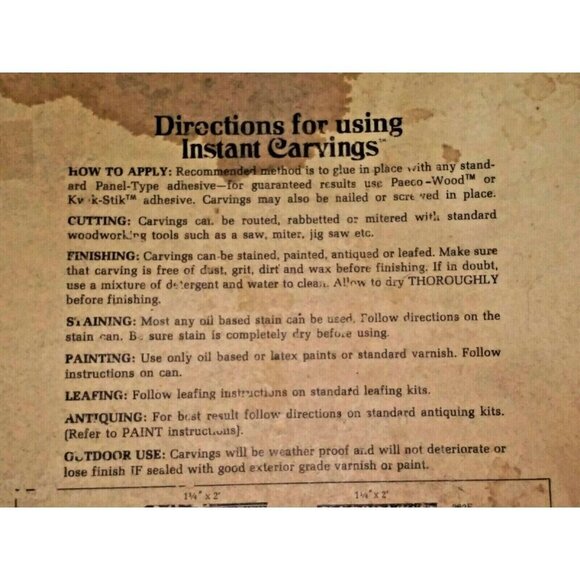 Directions for using
Instant Carvings™
HOW TO APPLY: Recommended method is to glue in place with any stand-
ard Panel-Type adhesive—for guaranteed results use Paeco-Wood™ or
Kwik-Stik™ adhesive. Carvings may also be nailed or screwed in place.
CUTTING: Carvings can be routed, rabbetted or mitered with standard
woodworking tools such as a saw, miter, jig saw etc.
FINISHING: Carvings can be stained, painted, antiqued or leafed. Make sure
that carving is free of dust, grit, dirt and wax before finishing. If in doubt,
use a mixture of detergent and water to clean. Allow to dry THOROUGHLY
before finishing.
STAINING: Most any oil based stain can be used. Follow directions on the
stain can. Be sure stain is completely dry before using.
PAINTING: Use only oil based or latex paints or standard varnish. Follow
instructions on can.
LEAFING: Follow leafing instructions on standard leafing kits.
ANTIQUING: For best result follow directions on standard antiquing kits.
[Refer to PAINT instructions].
OUTDOOR USE: Carvings will be weather proof and will not deteriorate or
lose finish IF sealed with good exterior grade varnish or paint.
1¼" x 2' 1¼" x 2'